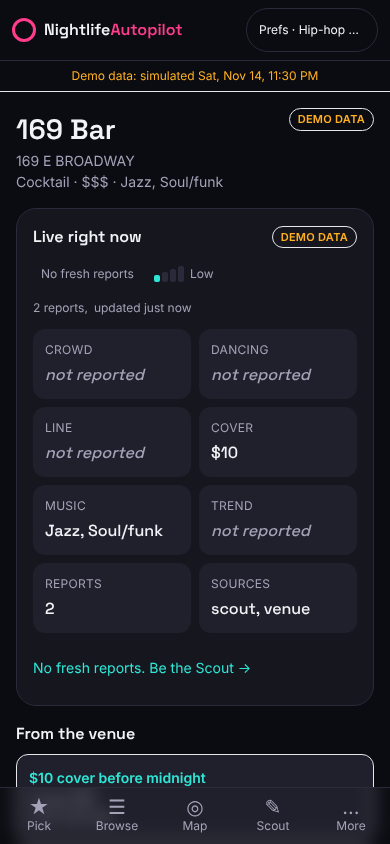 NightlifeAutopilot
Prefs · Hip-hop ...
Demo data: simulated Sat, Nov 14, 11:30 PM
169 Bar
DEMO DATA
169 E BROADWAY
Cocktail · $$$ · Jazz, Soul/funk
Live right now
DEMO DATA
No fresh reports
Low
2 reports, updated just now
CROWD
not reported
DANCING
not reported
LINE
not reported
COVER
$10
MUSIC
Jazz, Soul/funk
TREND
not reported
REPORTS
2
SOURCES
scout, venue
No fresh reports. Be the Scout →
From the venue
$10 cover before midnight
Pick
Browse
Map
Scout
More